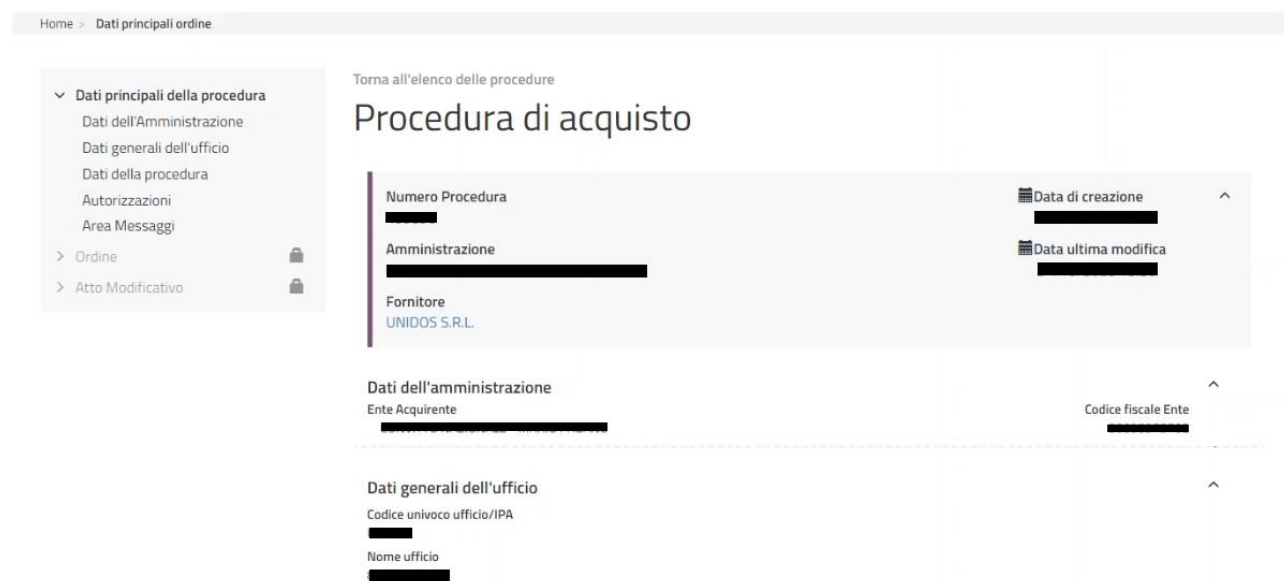 Home > Dati principali ordine
Dati principali della procedura
Dati dell'Amministrazione
Dati generali dell'ufficio
Dati della procedura
Autorizzazioni
Area Messaggi
Ordine
Atto Modificativo
Torna all'elenco delle procedure
Procedura di acquisto
Numero Procedura
Data di creazione
Amministrazione
Data ultima modifica
Fornitore
UNIDOS S.R.L.
Dati dell'amministrazione
Ente Acquirente
Codice fiscale Ente
Dati generali dell'ufficio
Codice univoco ufficio/IPA
Nome ufficio